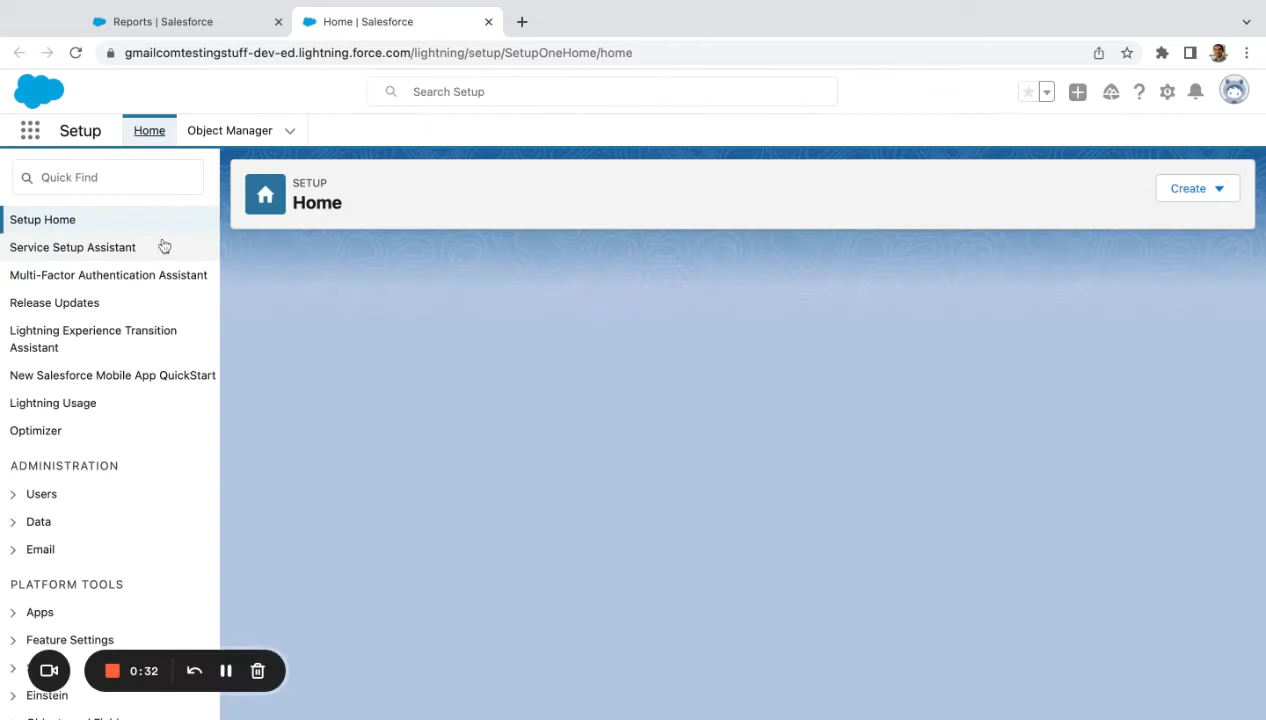 Reports | Salesforce
Home | Salesforce
gmailcomtestingstuff-dev-ed.lightning.force.com/lightning/setup/SetupOneHome/home
Search Setup
Setup
Home
Object Manager
Quick Find
SETUP
Home
Create
Setup Home
Service Setup Assistant
Multi-Factor Authentication Assistant
Release Updates
Lightning Experience Transition
Assistant
New Salesforce Mobile App QuickStart
Lightning Usage
Optimizer
ADMINISTRATION
Users
Data
Email
PLATFORM TOOLS
Apps
Feature Settings
0:32
Einstein